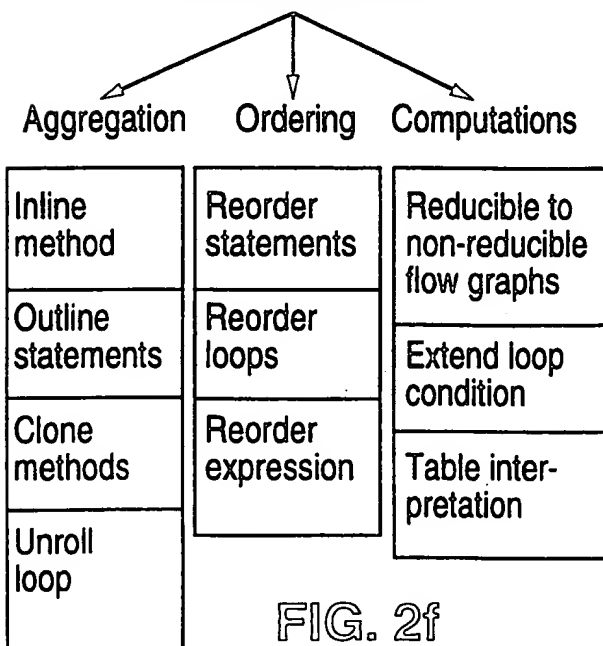 Aggregation Ordering Computations
Inline
method
Outline
statements
Clone
methods
Unroll
loop
Reorder
statements
Reorder
loops
Reorder
expression
Reducible to
non-reducible
flow graphs
Extend loop
condition
Table inter-
pretation
FIG. 2f